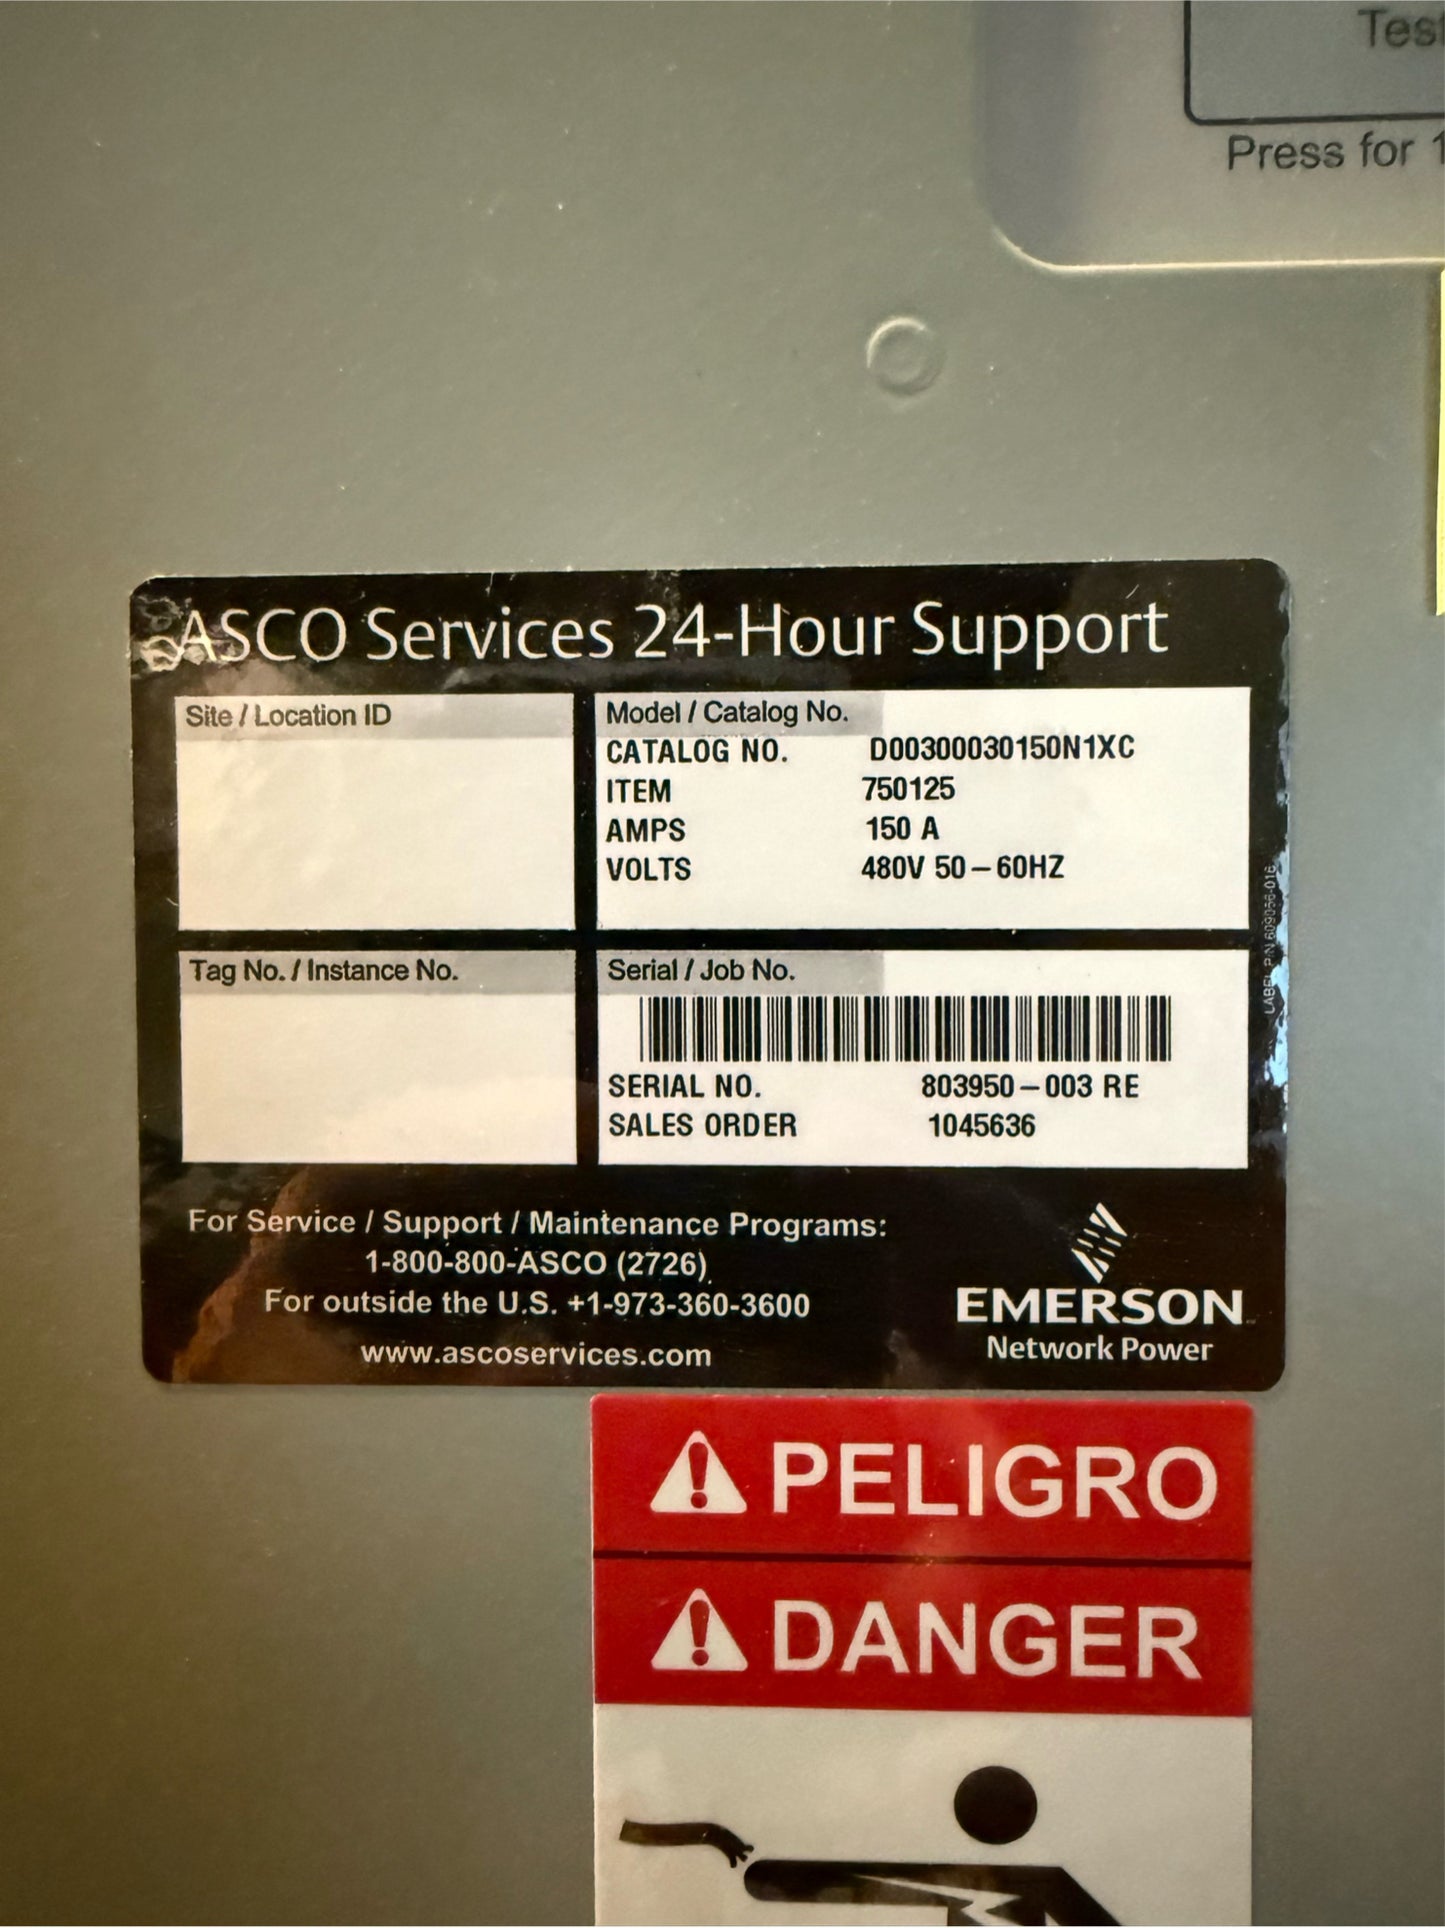 Test
Press for 1
ASCO Services 24-Hour Support
Site / Location ID
Model / Catalog No.
CATALOG NO. D00300030150N1XC
ITEM 750125
AMPS 150 A
VOLTS 480V 50-60HZ
LABEL P/N 609056-016
Tag No. / Instance No.
Serial / Job No.
SERIAL NO. 803950-003 RE
SALES ORDER 1045636
For Service / Support / Maintenance Programs:
1-800-800-ASCO (2726)
For outside the U.S. +1-973-360-3600
www.ascoservices.com
EMERSON
Network Power
PELIGRO
DANGER